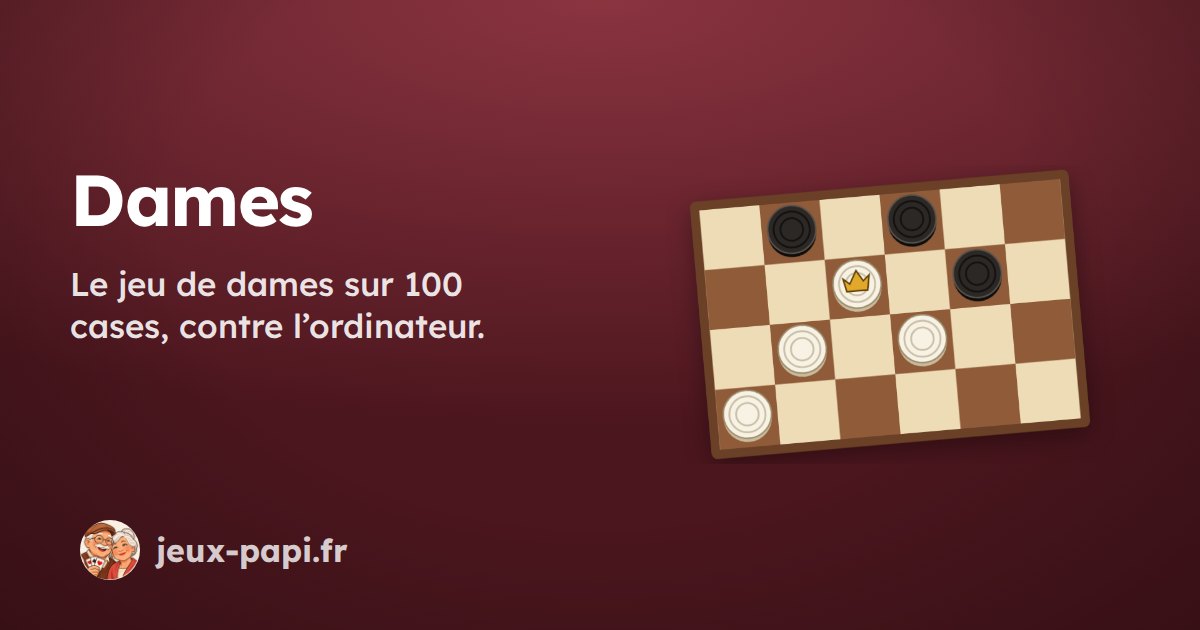 Dames
Le jeu de dames sur 100
cases, contre l’ordinateur.
jeux-papi.fr